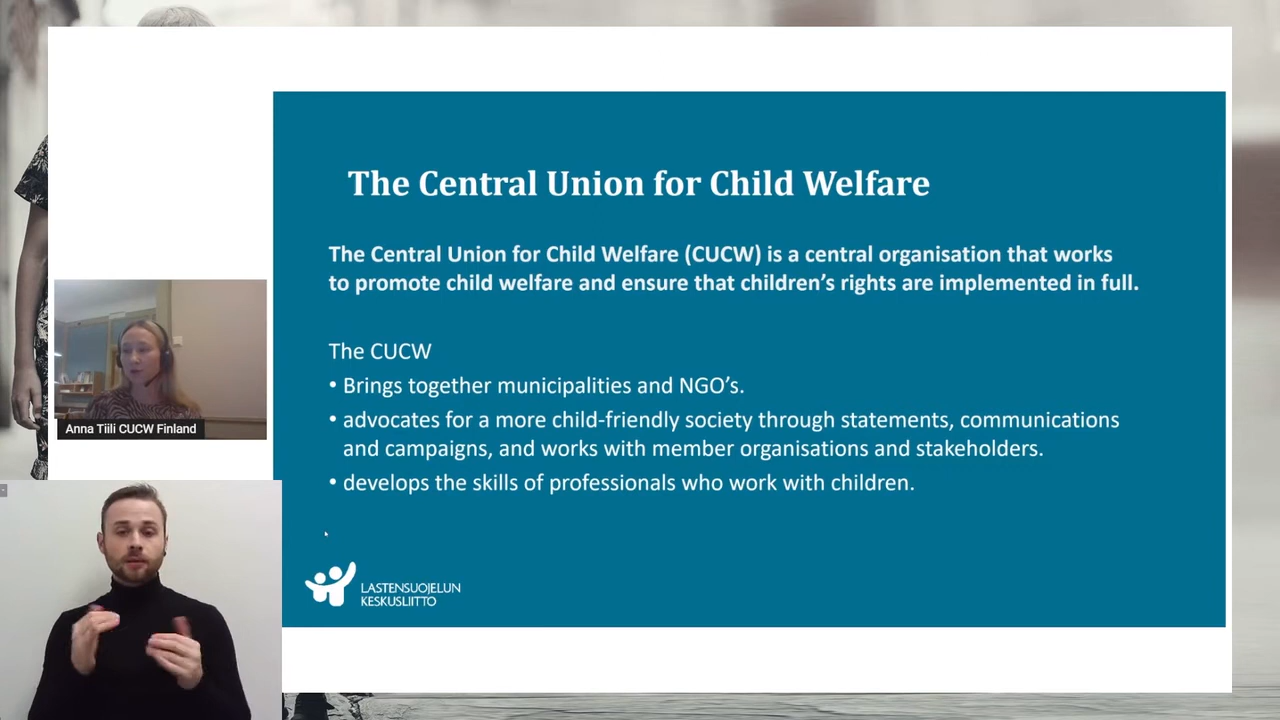 The Central Union for Child Welfare
The Central Union for Child Welfare (CUCW) is a central organisation that works
to promote child welfare and ensure that children’s rights are implemented in full.
The CUCW
• Brings together municipalities and NGO’s.
• advocates for a more child-friendly society through statements, communications
and campaigns, and works with member organisations and stakeholders.
• develops the skills of professionals who work with children.
LASTENSUOJELUN
KESKUSLIITTO
Anna Tiili CUCW Finland